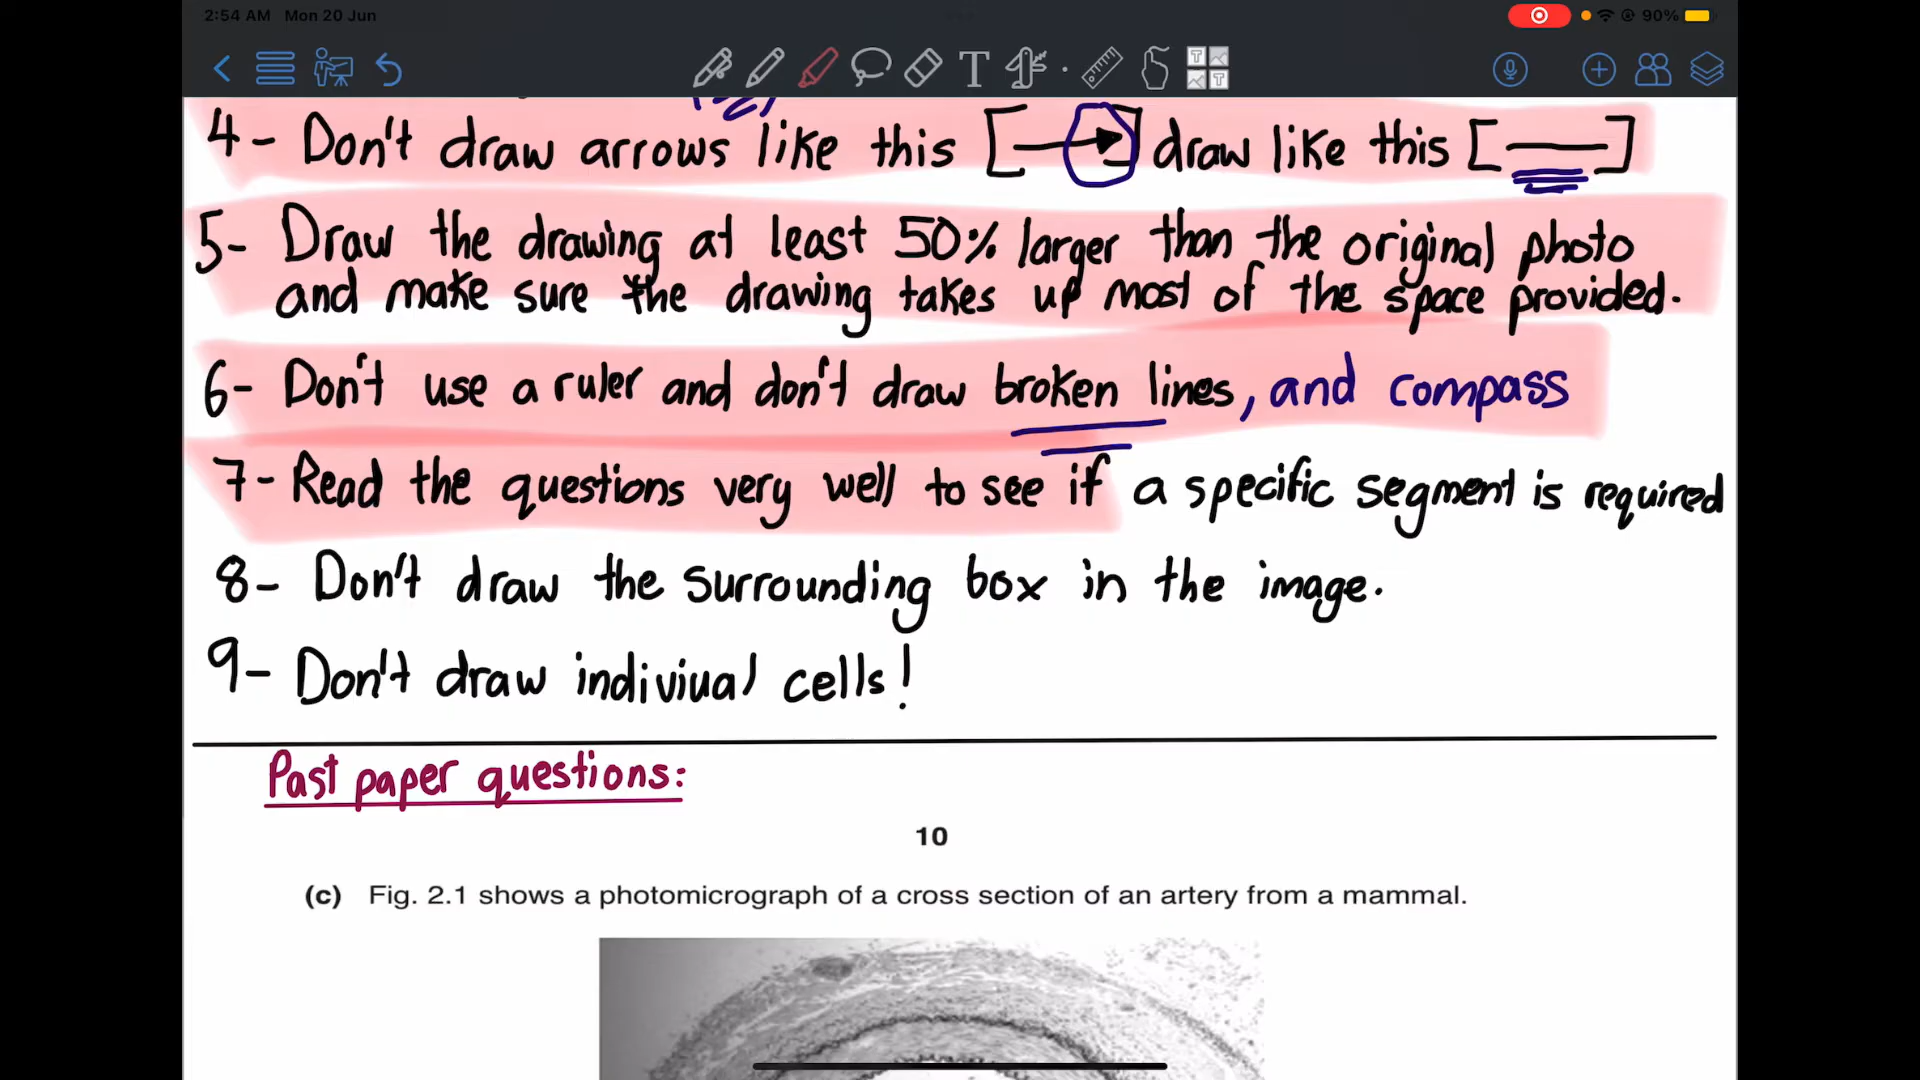 2:54 AM Mon 20 Jun
90%
4- Don't draw arrows like this [ ] draw like this [ ]
5- Draw the drawing at least 50% larger than the original photo
and make sure the drawing takes up most of the space provided.
6- Don't use a ruler and don't draw broken lines, and compass
7- Read the questions very well to see if a specific segment is required
8- Don't draw the surrounding box in the image.
9- Don't draw indiviual cells!
Past paper questions:
10
(c) Fig. 2.1 shows a photomicrograph of a cross section of an artery from a mammal.